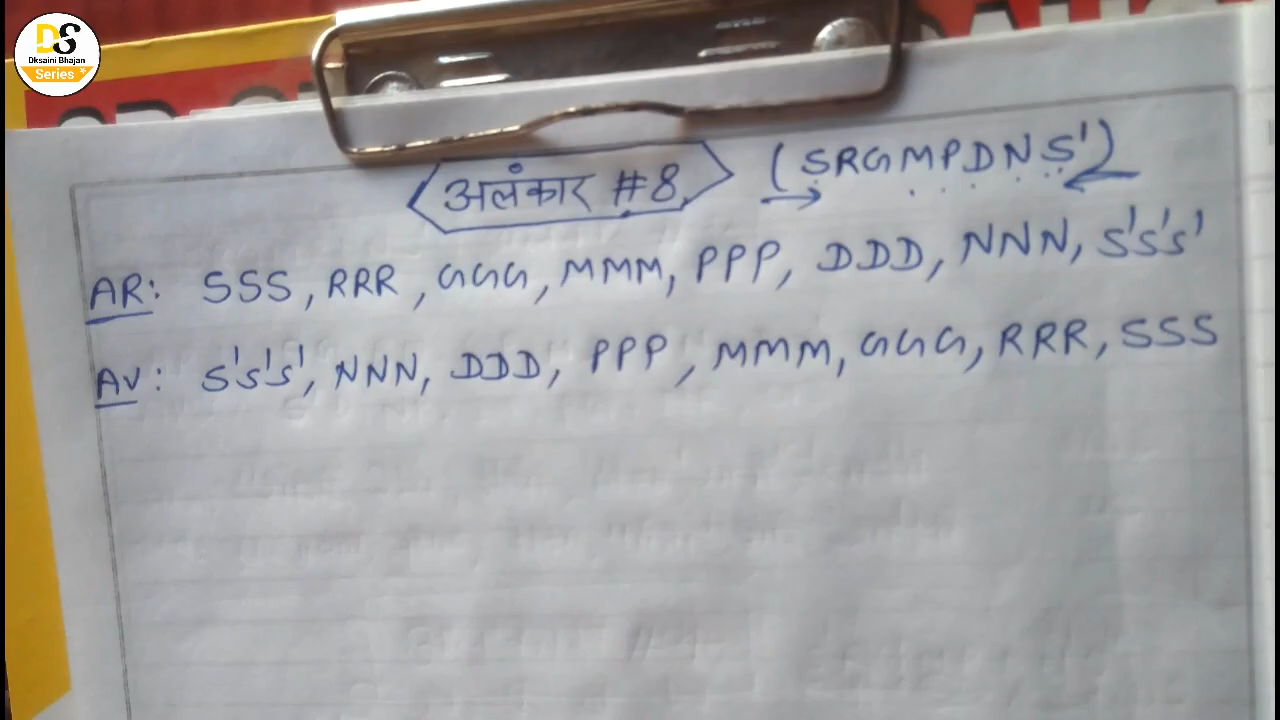 DS
Dksaini Bhajan
Series
अलंकार #8 (SRGMPDNS')
AR: SSS, RRR, GGG, MMM, PPP, DDD, NNN, S'S'S'
AV: S'S'S', NNN, DDD, PPP, MMM, GGG, RRR, SSS